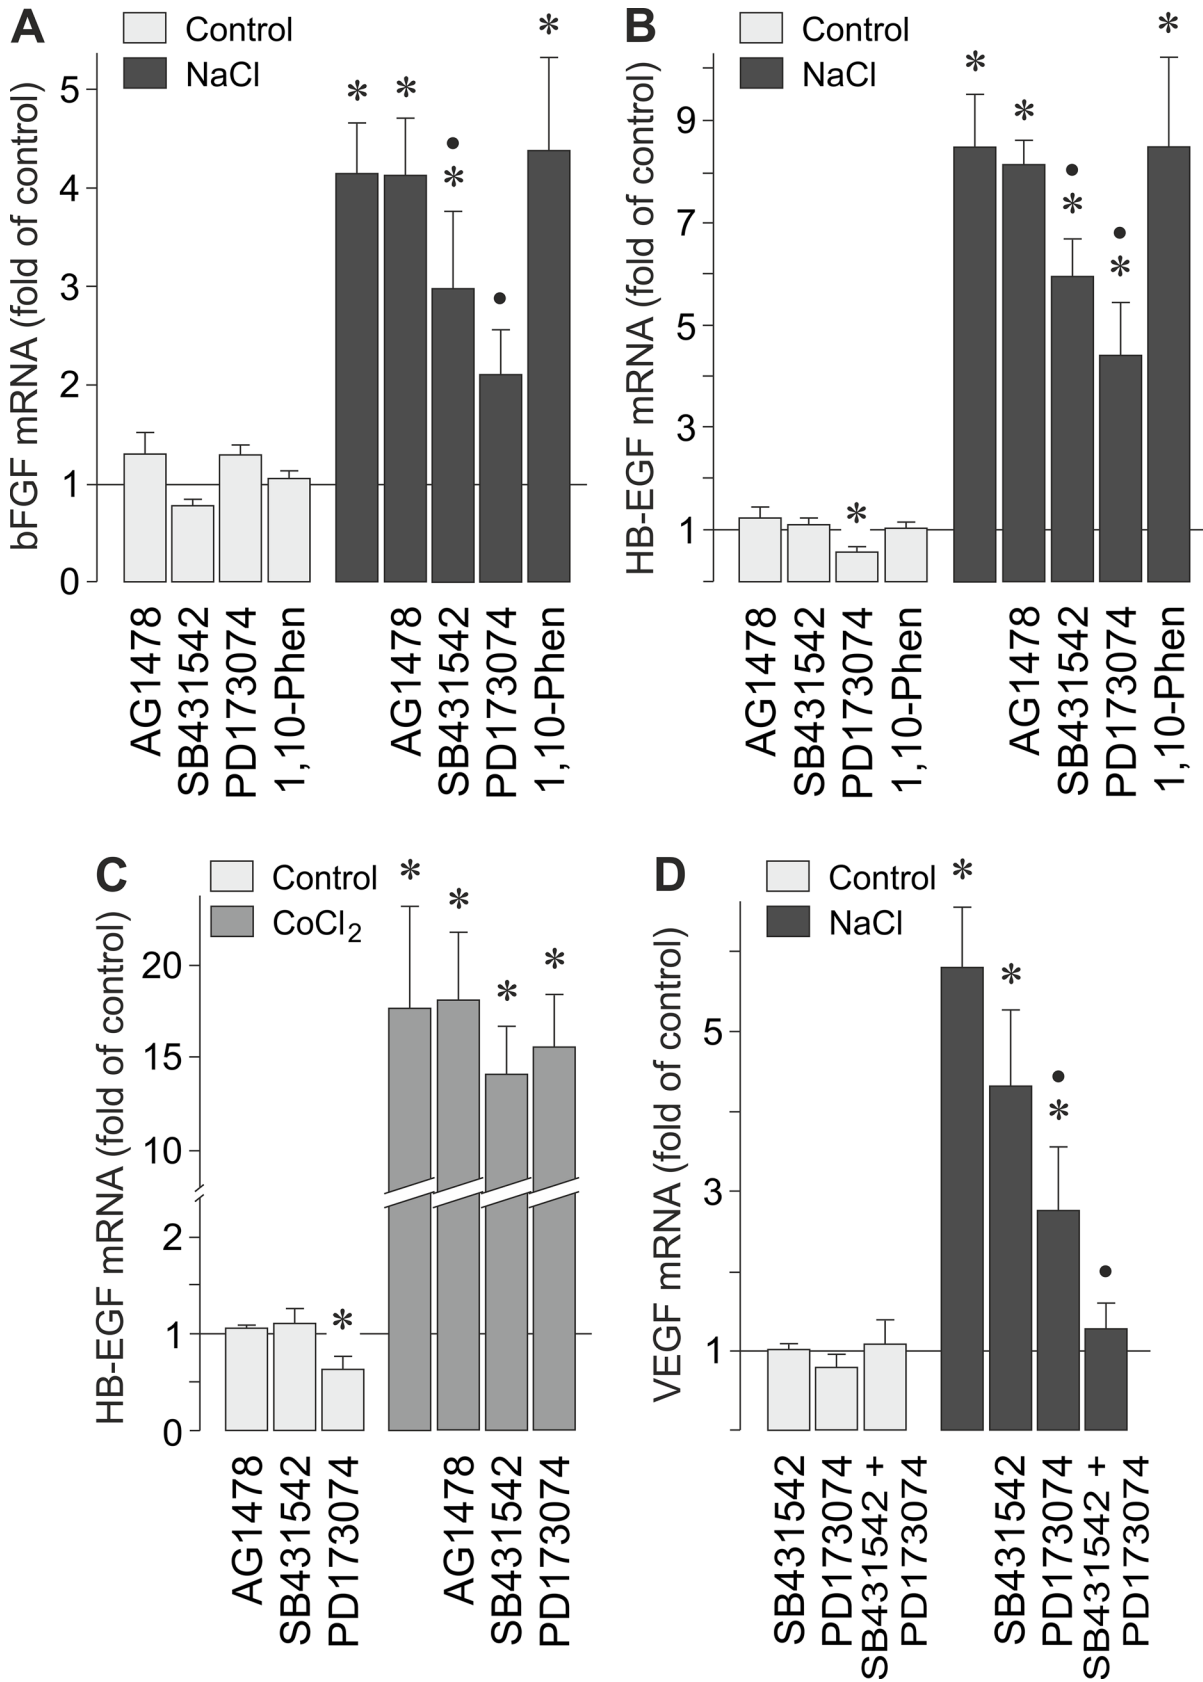 A
Control
NaCl
bFGF mRNA (fold of control)
5
4
3
2
1
0
*
*
•
*
•
*
AG1478
SB431542
PD173074
1,10-Phen
AG1478
SB431542
PD173074
1,10-Phen
B
Control
NaCl
HB-EGF mRNA (fold of control)
9
7
5
3
1
*
*
*
•
*
•
*
*
AG1478
SB431542
PD173074
1,10-Phen
AG1478
SB431542
PD173074
1,10-Phen
C
Control
CoCl2
HB-EGF mRNA (fold of control)
20
15
10
2
1
0
*
*
*
*
*
AG1478
SB431542
PD173074
AG1478
SB431542
PD173074
D
Control
NaCl
VEGF mRNA (fold of control)
5
3
1
*
*
•
*
•
SB431542
PD173074
SB431542 +
PD173074
SB431542
PD173074
SB431542 +
PD173074